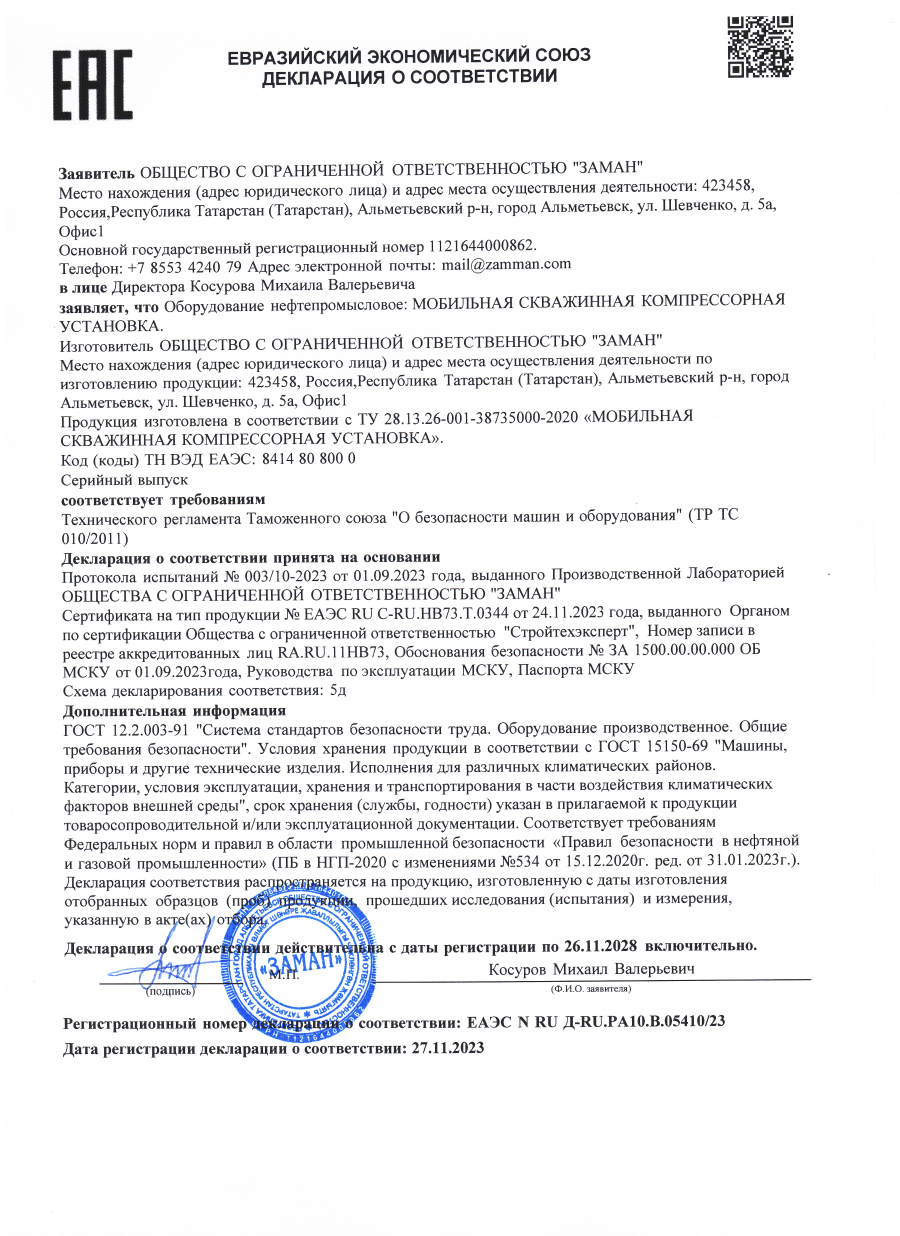 ЕАС
ЕВРАЗИЙСКИЙ ЭКОНОМИЧЕСКИЙ СОЮЗ
ДЕКЛАРАЦИЯ О СООТВЕТСТВИИ
Заявитель ОБЩЕСТВО С ОГРАНИЧЕННОЙ ОТВЕТСТВЕННОСТЬЮ "ЗАМАН"
Место нахождения (адрес юридического лица) и адрес места осуществления деятельности: 423458,
Россия,Республика Татарстан (Татарстан), Альметьевский р-н, город Альметьевск, ул. Шевченко, д. 5а,
Офис1
Основной государственный регистрационный номер 1121644000862.
Телефон: +7 8553 4240 79 Адрес электронной почты: mail@zamman.com
в лице Директора Косурова Михаила Валерьевича
заявляет, что Оборудование нефтепромысловое: МОБИЛЬНАЯ СКВАЖИННАЯ КОМПРЕССОРНАЯ
УСТАНОВКА.
Изготовитель ОБЩЕСТВО С ОГРАНИЧЕННОЙ ОТВЕТСТВЕННОСТЬЮ "ЗАМАН"
Место нахождения (адрес юридического лица) и адрес места осуществления деятельности по
изготовлению продукции: 423458, Россия,Республика Татарстан (Татарстан), Альметьевский р-н, город
Альметьевск, ул. Шевченко, д. 5а, Офис1
Продукция изготовлена в соответствии с ТУ 28.13.26-001-38735000-2020 «МОБИЛЬНАЯ
СКВАЖИННАЯ КОМПРЕССОРНАЯ УСТАНОВКА».
Код (коды) ТН ВЭД ЕАЭС: 8414 80 800 0
Серийный выпуск
соответствует требованиям
Технического регламента Таможенного союза "О безопасности машин и оборудования" (ТР ТС
010/2011)
Декларация о соответствии принята на основании
Протокола испытаний № 003/10-2023 от 01.09.2023 года, выданного Производственной Лабораторией
ОБЩЕСТВА С ОГРАНИЧЕННОЙ ОТВЕТСТВЕННОСТЬЮ "ЗАМАН"
Сертификата на тип продукции № ЕАЭС RU C-RU.НВ73.Т.0344 от 24.11.2023 года, выданного Органом
по сертификации Общества с ограниченной ответственностью "Стройтехэксперт", Номер записи в
реестре аккредитованных лиц RA.RU.11НВ73, Обоснования безопасности № ЗА 1500.00.00.000 ОБ
МСКУ от 01.09.2023года, Руководства по эксплуатации МСКУ, Паспорта МСКУ
Схема декларирования соответствия: 5д
Дополнительная информация
ГОСТ 12.2.003-91 "Система стандартов безопасности труда. Оборудование производственное. Общие
требования безопасности". Условия хранения продукции в соответствии с ГОСТ 15150-69 "Машины,
приборы и другие технические изделия. Исполнения для различных климатических районов.
Категории, условия эксплуатации, хранения и транспортирования в части воздействия климатических
факторов внешней среды", срок хранения (службы, годности) указан в прилагаемой к продукции
товаросопроводительной и/или эксплуатационной документации. Соответствует требованиям
Федеральных норм и правил в области промышленной безопасности «Правил безопасности в нефтяной
и газовой промышленности» (ПБ в НГП-2020 с изменениями №534 от 15.12.2020г. ред. от 31.01.2023г.).
Декларация соответствия распространяется на продукцию, изготовленную с даты изготовления
отобранных образцов (проб) продукции, прошедших исследования (испытания) и измерения,
указанную в акте(ах) отбора.
Декларация о соответствии действительна с даты регистрации по 26.11.2028 включительно.
«ЗАМАН»
М.П.
Косуров Михаил Валерьевич
(подпись)
(Ф.И.О. заявителя)
Регистрационный номер декларации о соответствии: ЕАЭС N RU Д-RU.РА10.В.05410/23
Дата регистрации декларации о соответствии: 27.11.2023